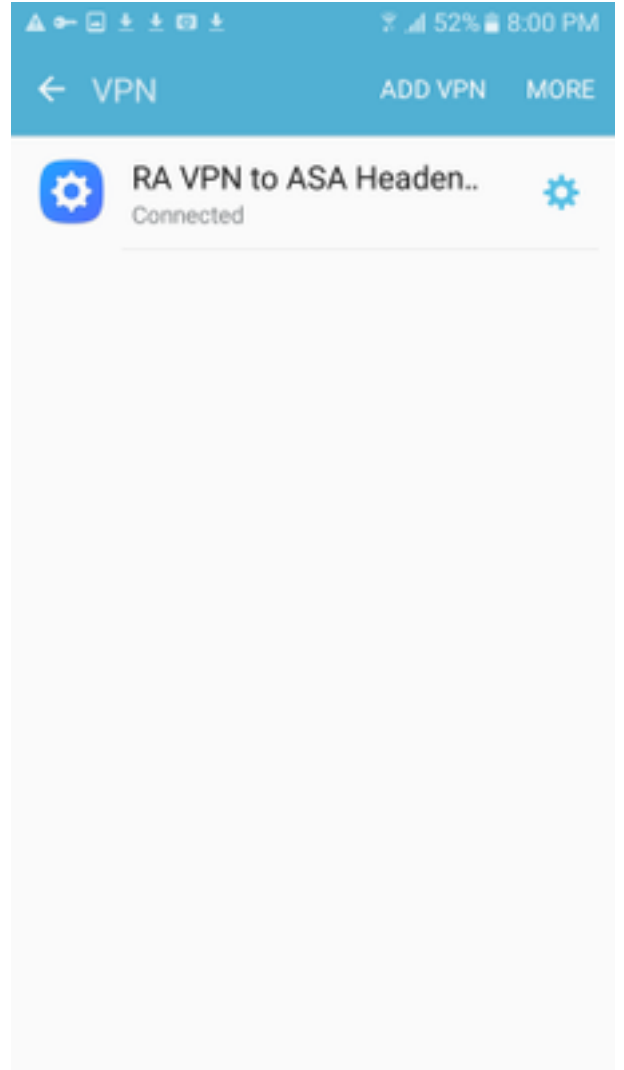 52% 8:00 PM
VPN ADD VPN MORE
RA VPN to ASA Headen..
Connected